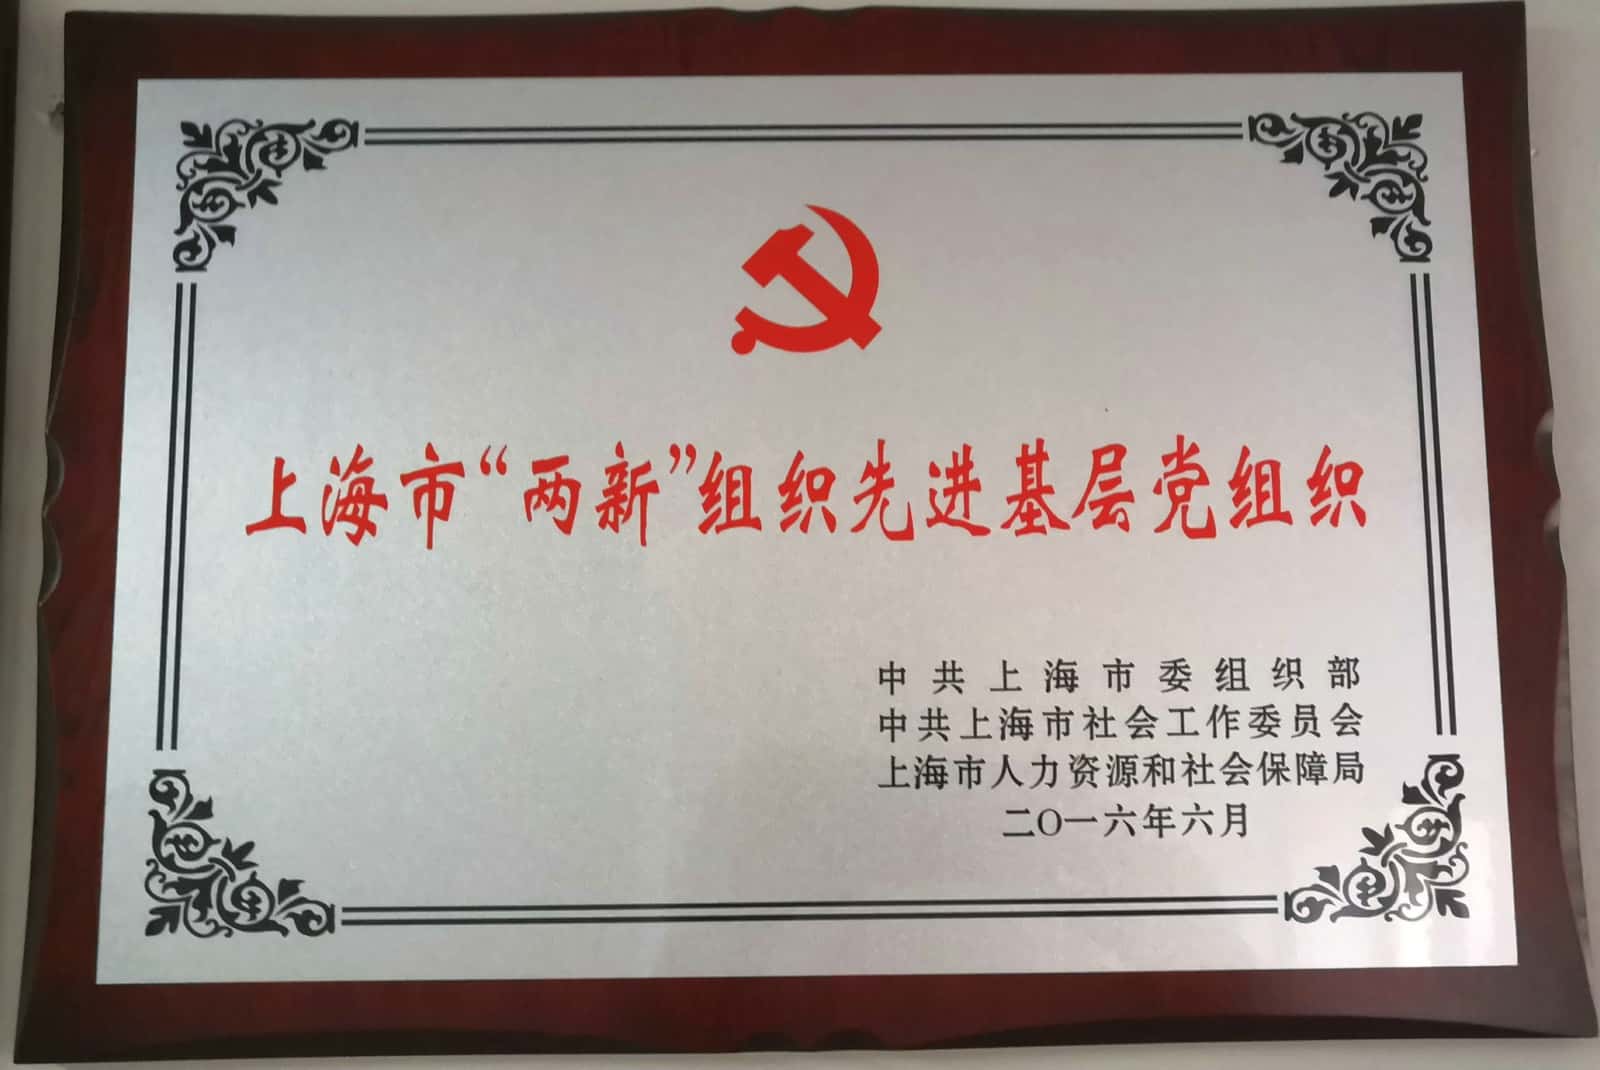 上海市“两新”组织先进基层党组织
中共上海市委组织部
中共上海市社会工作委员会
上海市人力资源和社会保障局
二O一六年六月